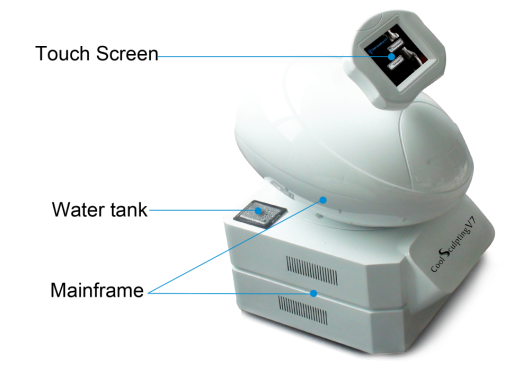 Touch Screen
Water tank
Mainframe
Cool Sculpting V7